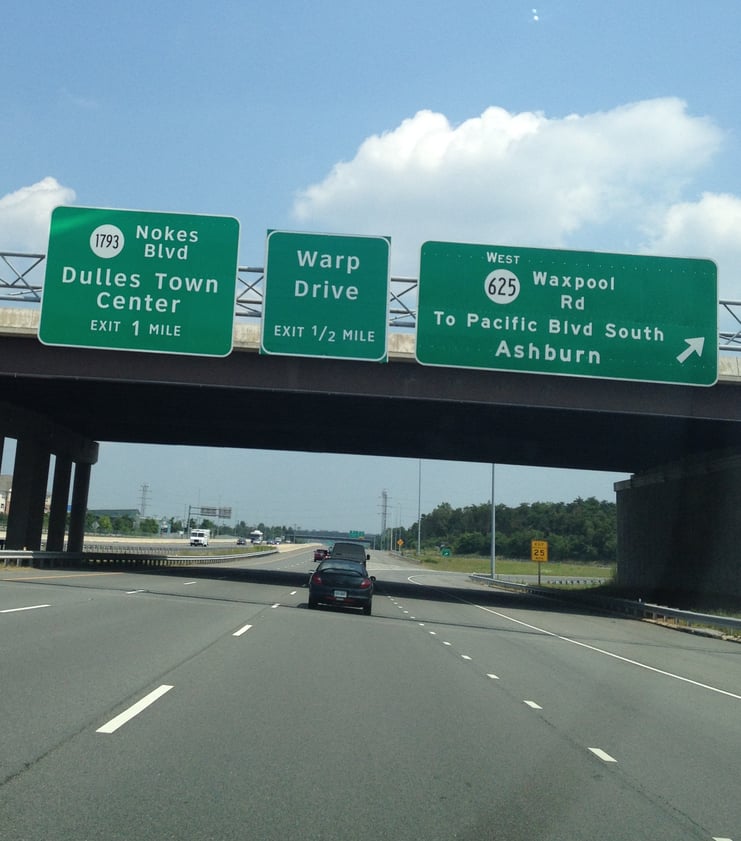 1793
Nokes
Blvd
Dulles Town
Center
EXIT 1 MILE
Warp
Drive
EXIT 1/2 MILE
WEST
625
Waxpool
Rd
To Pacific Blvd South
Ashburn
25